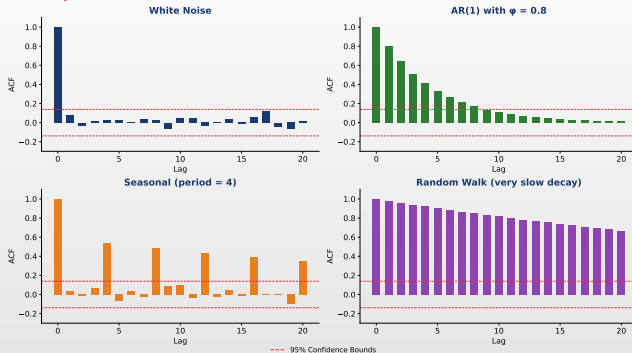 White Noise
ACF
1.0
0.8
0.6
0.4
0.2
0.0
−0.2
0 5 10 15 20
Lag
AR(1) with φ = 0.8
ACF
1.0
0.8
0.6
0.4
0.2
0.0
−0.2
0 5 10 15 20
Lag
Seasonal (period = 4)
ACF
1.0
0.8
0.6
0.4
0.2
0.0
−0.2
0 5 10 15 20
Lag
Random Walk (very slow decay)
ACF
1.0
0.8
0.6
0.4
0.2
0.0
−0.2
0 5 10 15 20
Lag
95% Confidence Bounds